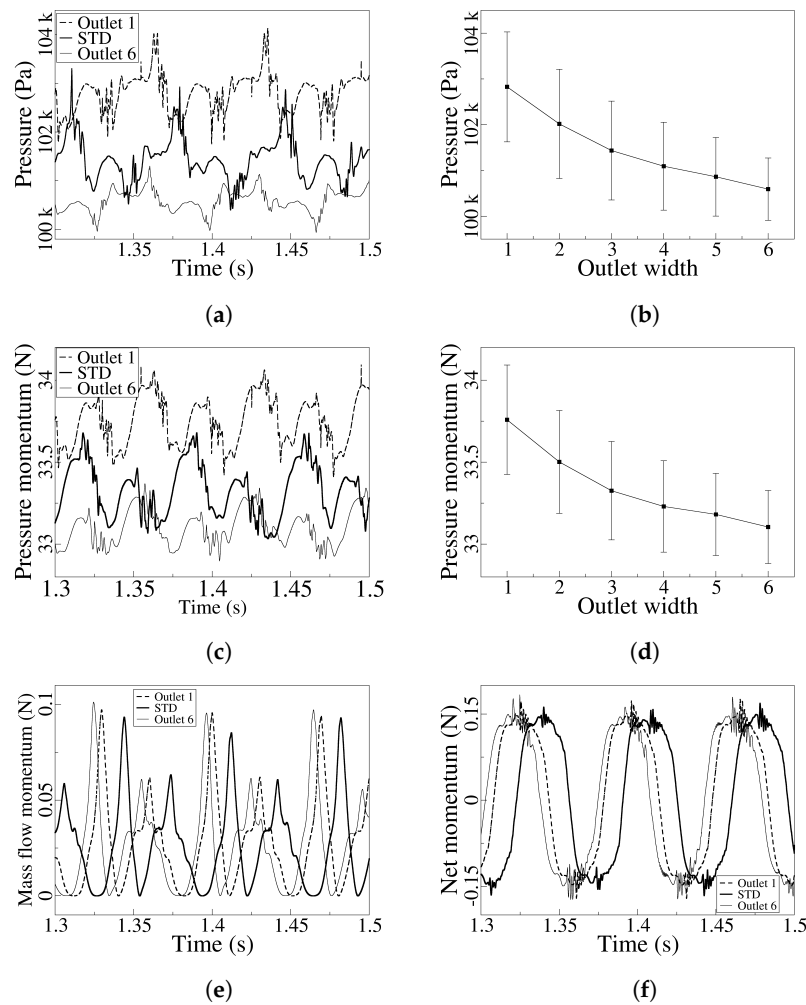 Outlet 1
STD
Outlet 6
104 k
102 k
100 k
Pressure (Pa)
1.35
1.4
1.45
1.5
Time (s)
(a)
104 k
102 k
100 k
Pressure (Pa)
1 2 3 4 5 6
Outlet width
(b)
Outlet 1
STD
Outlet 6
34
33.5
33
Pressure momentum (N)
1.3 1.35 1.4 1.45 1.5
Time (s)
(c)
34
33.5
33
Pressure momentum (N)
1 2 3 4 5 6
Outlet width
(d)
Outlet 1
STD
Outlet 6
0.1
0.05
0
Mass flow momentum (N)
1.3 1.35 1.4 1.45 1.5
Time (s)
(e)
0.15
0
-0.15
Net momentum (N)
Outlet 1
STD
Outlet 6
1.3 1.35 1.4 1.45 1.5
Time (s)
(f)